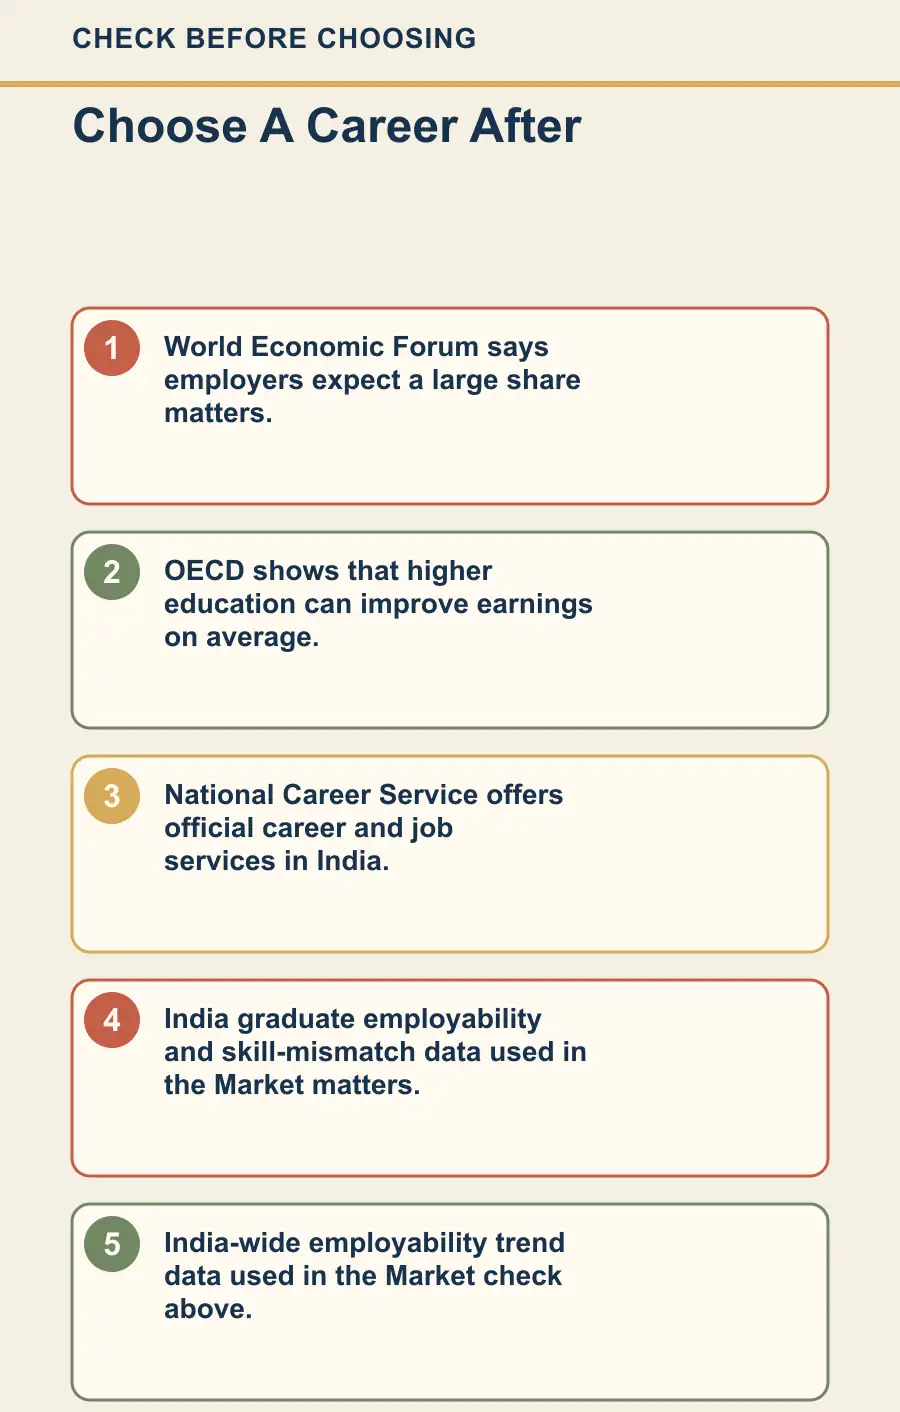 CHECK BEFORE CHOOSING
Choose A Career After
1
World Economic Forum says
employers expect a large share
matters.
2
OECD shows that higher
education can improve earnings
on average.
3
National Career Service offers
official career and job
services in India.
4
India graduate employability
and skill-mismatch data used in
the Market matters.
5
India-wide employability trend
data used in the Market check
above.